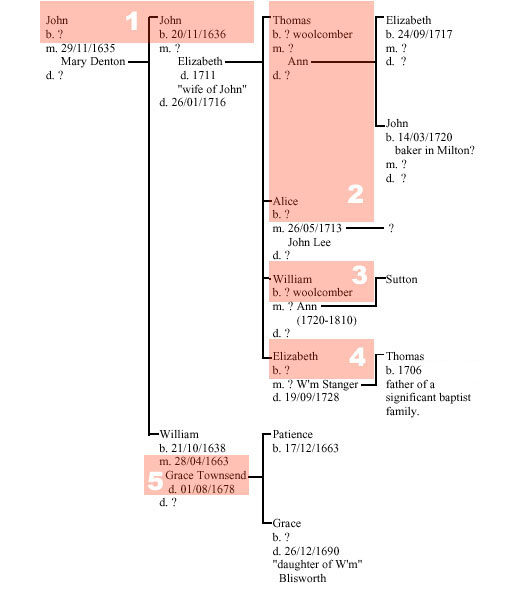 John
b. ?
m. 29/11/1635
Mary Denton
d. ?
1
John
b. 20/11/1636
m. ?
Elizabeth
d. 1711
"wife of John"
d. 26/01/1716
Thomas
b. ? woolcomber
m. ?
Ann
d. ?
Elizabeth
b. 24/09/1717
m. ?
d. ?
John
b. 14/03/1720
baker in Milton?
m. ?
d. ?
2
Alice
b. ?
m. 26/05/1713
John Lee
d. ?
?
3
William
b. ? woolcomber
m. ? Ann
(1720-1810)
d. ?
Sutton
4
Elizabeth
b. ?
m. ? W'm Stanger
d. 19/09/1728
Thomas
b. 1706
father of a
significant baptist
family.
William
b. 21/10/1638
m. 28/04/1663
5
Grace Townsend
d. 01/08/1678
d. ?
Patience
b. 17/12/1663
Grace
b. ?
d. 26/12/1690
"daughter of W'm"
Blisworth